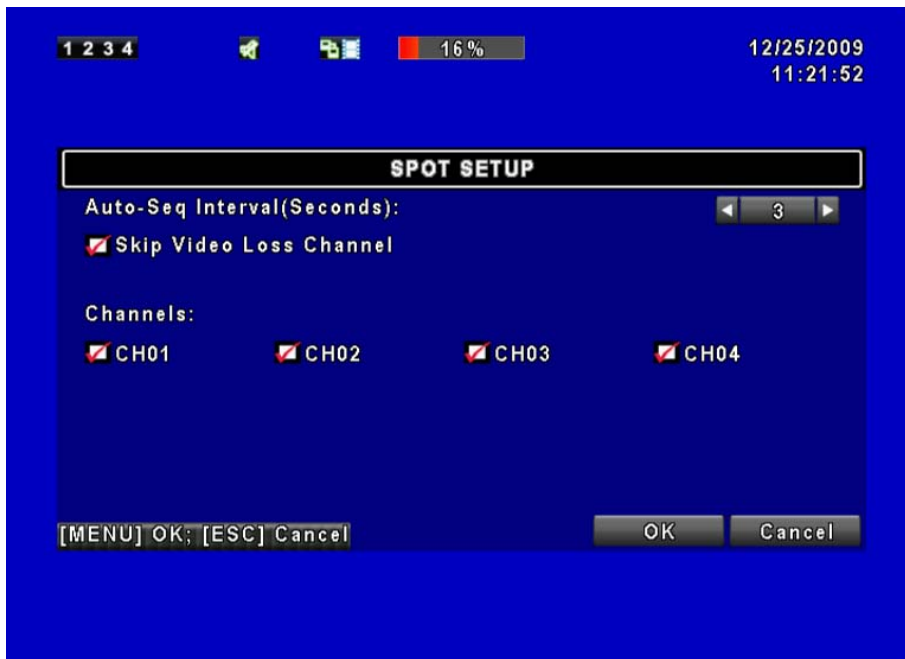 1 2 3 4 16% 12/25/2009
11:21:52
SPOT SETUP
Auto-Seq Interval(Seconds): 3
Skip Video Loss Channel
Channels:
CH01 CH02 CH03 CH04
[MENU] OK; [ESC] Cancel OK Cancel